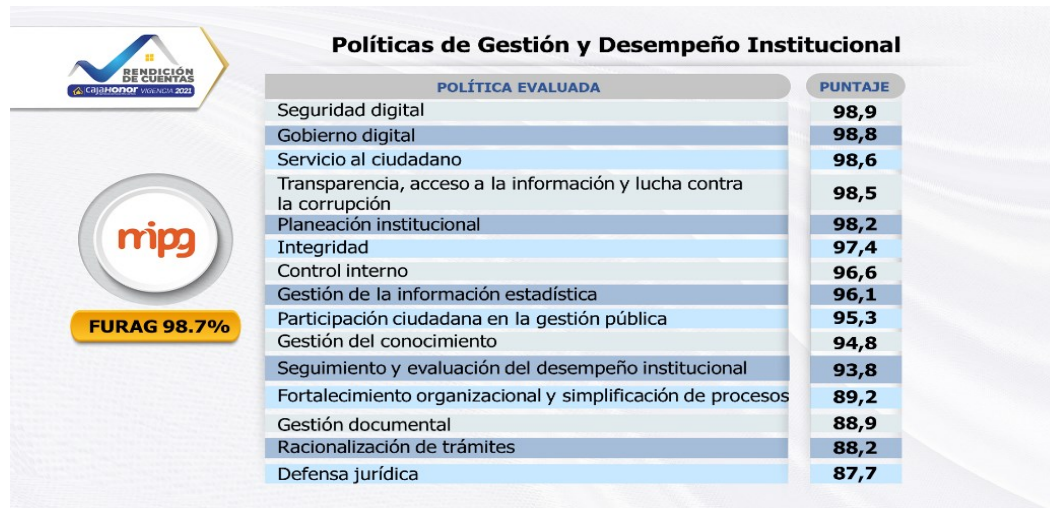 RENDICIÓN
DE CUENTAS
cajaHonor VIGENCIA 2021
Políticas de Gestión y Desempeño Institucional
POLÍTICA EVALUADA PUNTAJE
Seguridad digital 98,9
Gobierno digital 98,8
Servicio al ciudadano 98,6
Transparencia, acceso a la información y lucha contra
la corrupción 98,5
Planeación institucional 98,2
Integridad 97,4
Control interno 96,6
Gestión de la información estadística 96,1
Participación ciudadana en la gestión pública 95,3
Gestión del conocimiento 94,8
Seguimiento y evaluación del desempeño institucional 93,8
Fortalecimiento organizacional y simplificación de procesos 89,2
Gestión documental 88,9
Racionalización de trámites 88,2
Defensa jurídica 87,7
mipg
FURAG 98.7%